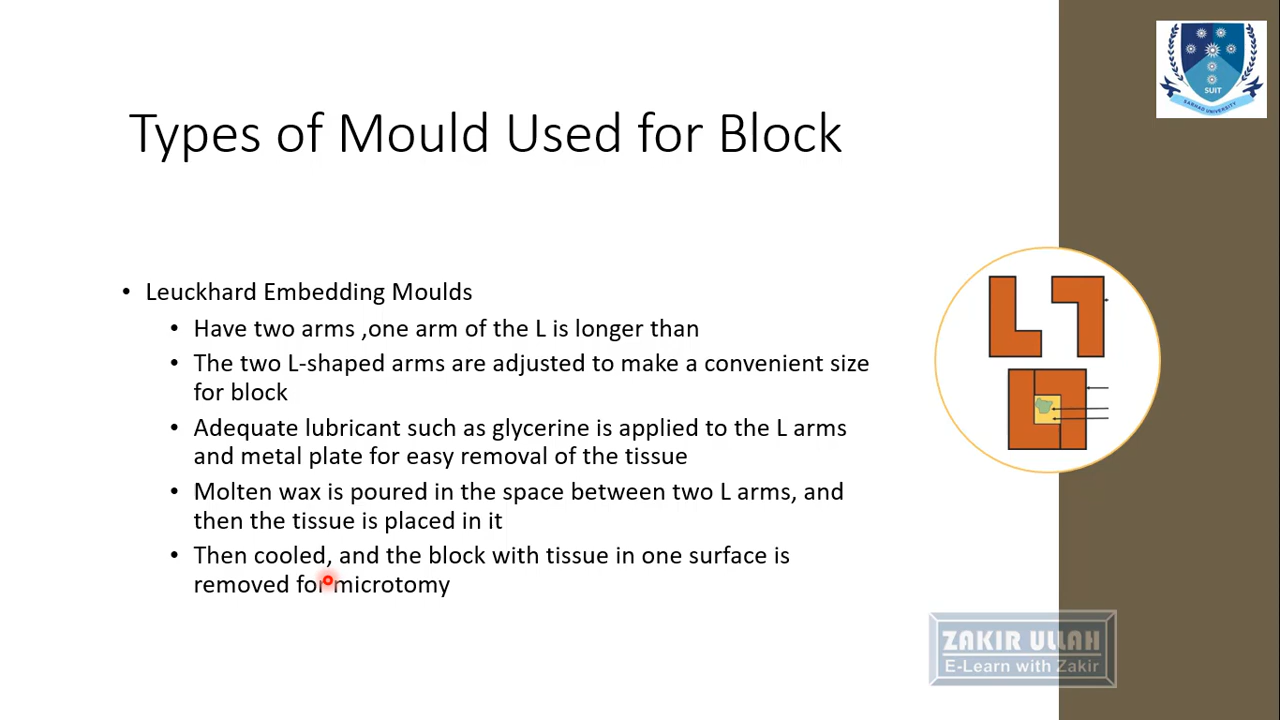 SUIT
SARHAD UNIVERSITY
Types of Mould Used for Block
• Leuckhard Embedding Moulds
• Have two arms ,one arm of the L is longer than
• The two L-shaped arms are adjusted to make a convenient size
for block
• Adequate lubricant such as glycerine is applied to the L arms
and metal plate for easy removal of the tissue
• Molten wax is poured in the space between two L arms, and
then the tissue is placed in it
• Then cooled, and the block with tissue in one surface is
removed for microtomy
ZAKIR ULLAH
E-Learn with Zakir